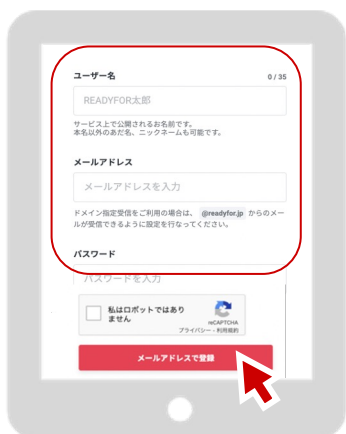 ユーザー名 0 / 35
READYFOR太郎
サービス上で公開されるお名前です。
本名以外のあだ名、ニックネームも可能です。
メールアドレス
メールアドレスを入力
ドメイン指定受信をご利用の場合は、 @readyfor.jp からのメー
ルが受信できるように設定を行なってください。
パスワード
パスワードを入力
私はロボットではあり
ません
reCAPTCHA
プライバシー - 利用規約
メールアドレスで登録